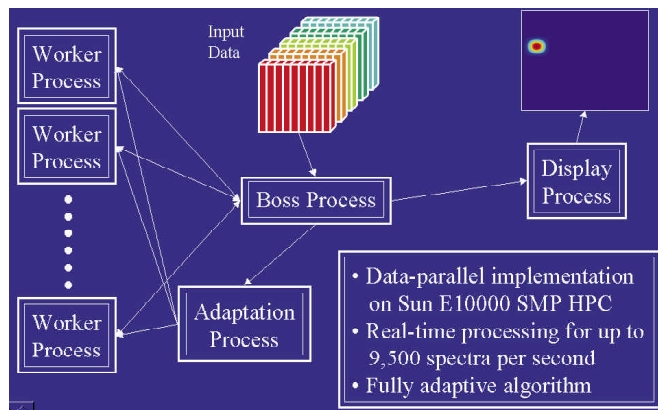 Worker
Process
Input
Data
Worker
Process
Boss Process
Display
Process
Worker
Process
Adaptation
Process
• Data-parallel implementation
on Sun E10000 SMP HPC
• Real-time processing for up to
9,500 spectra per second
• Fully adaptive algorithm